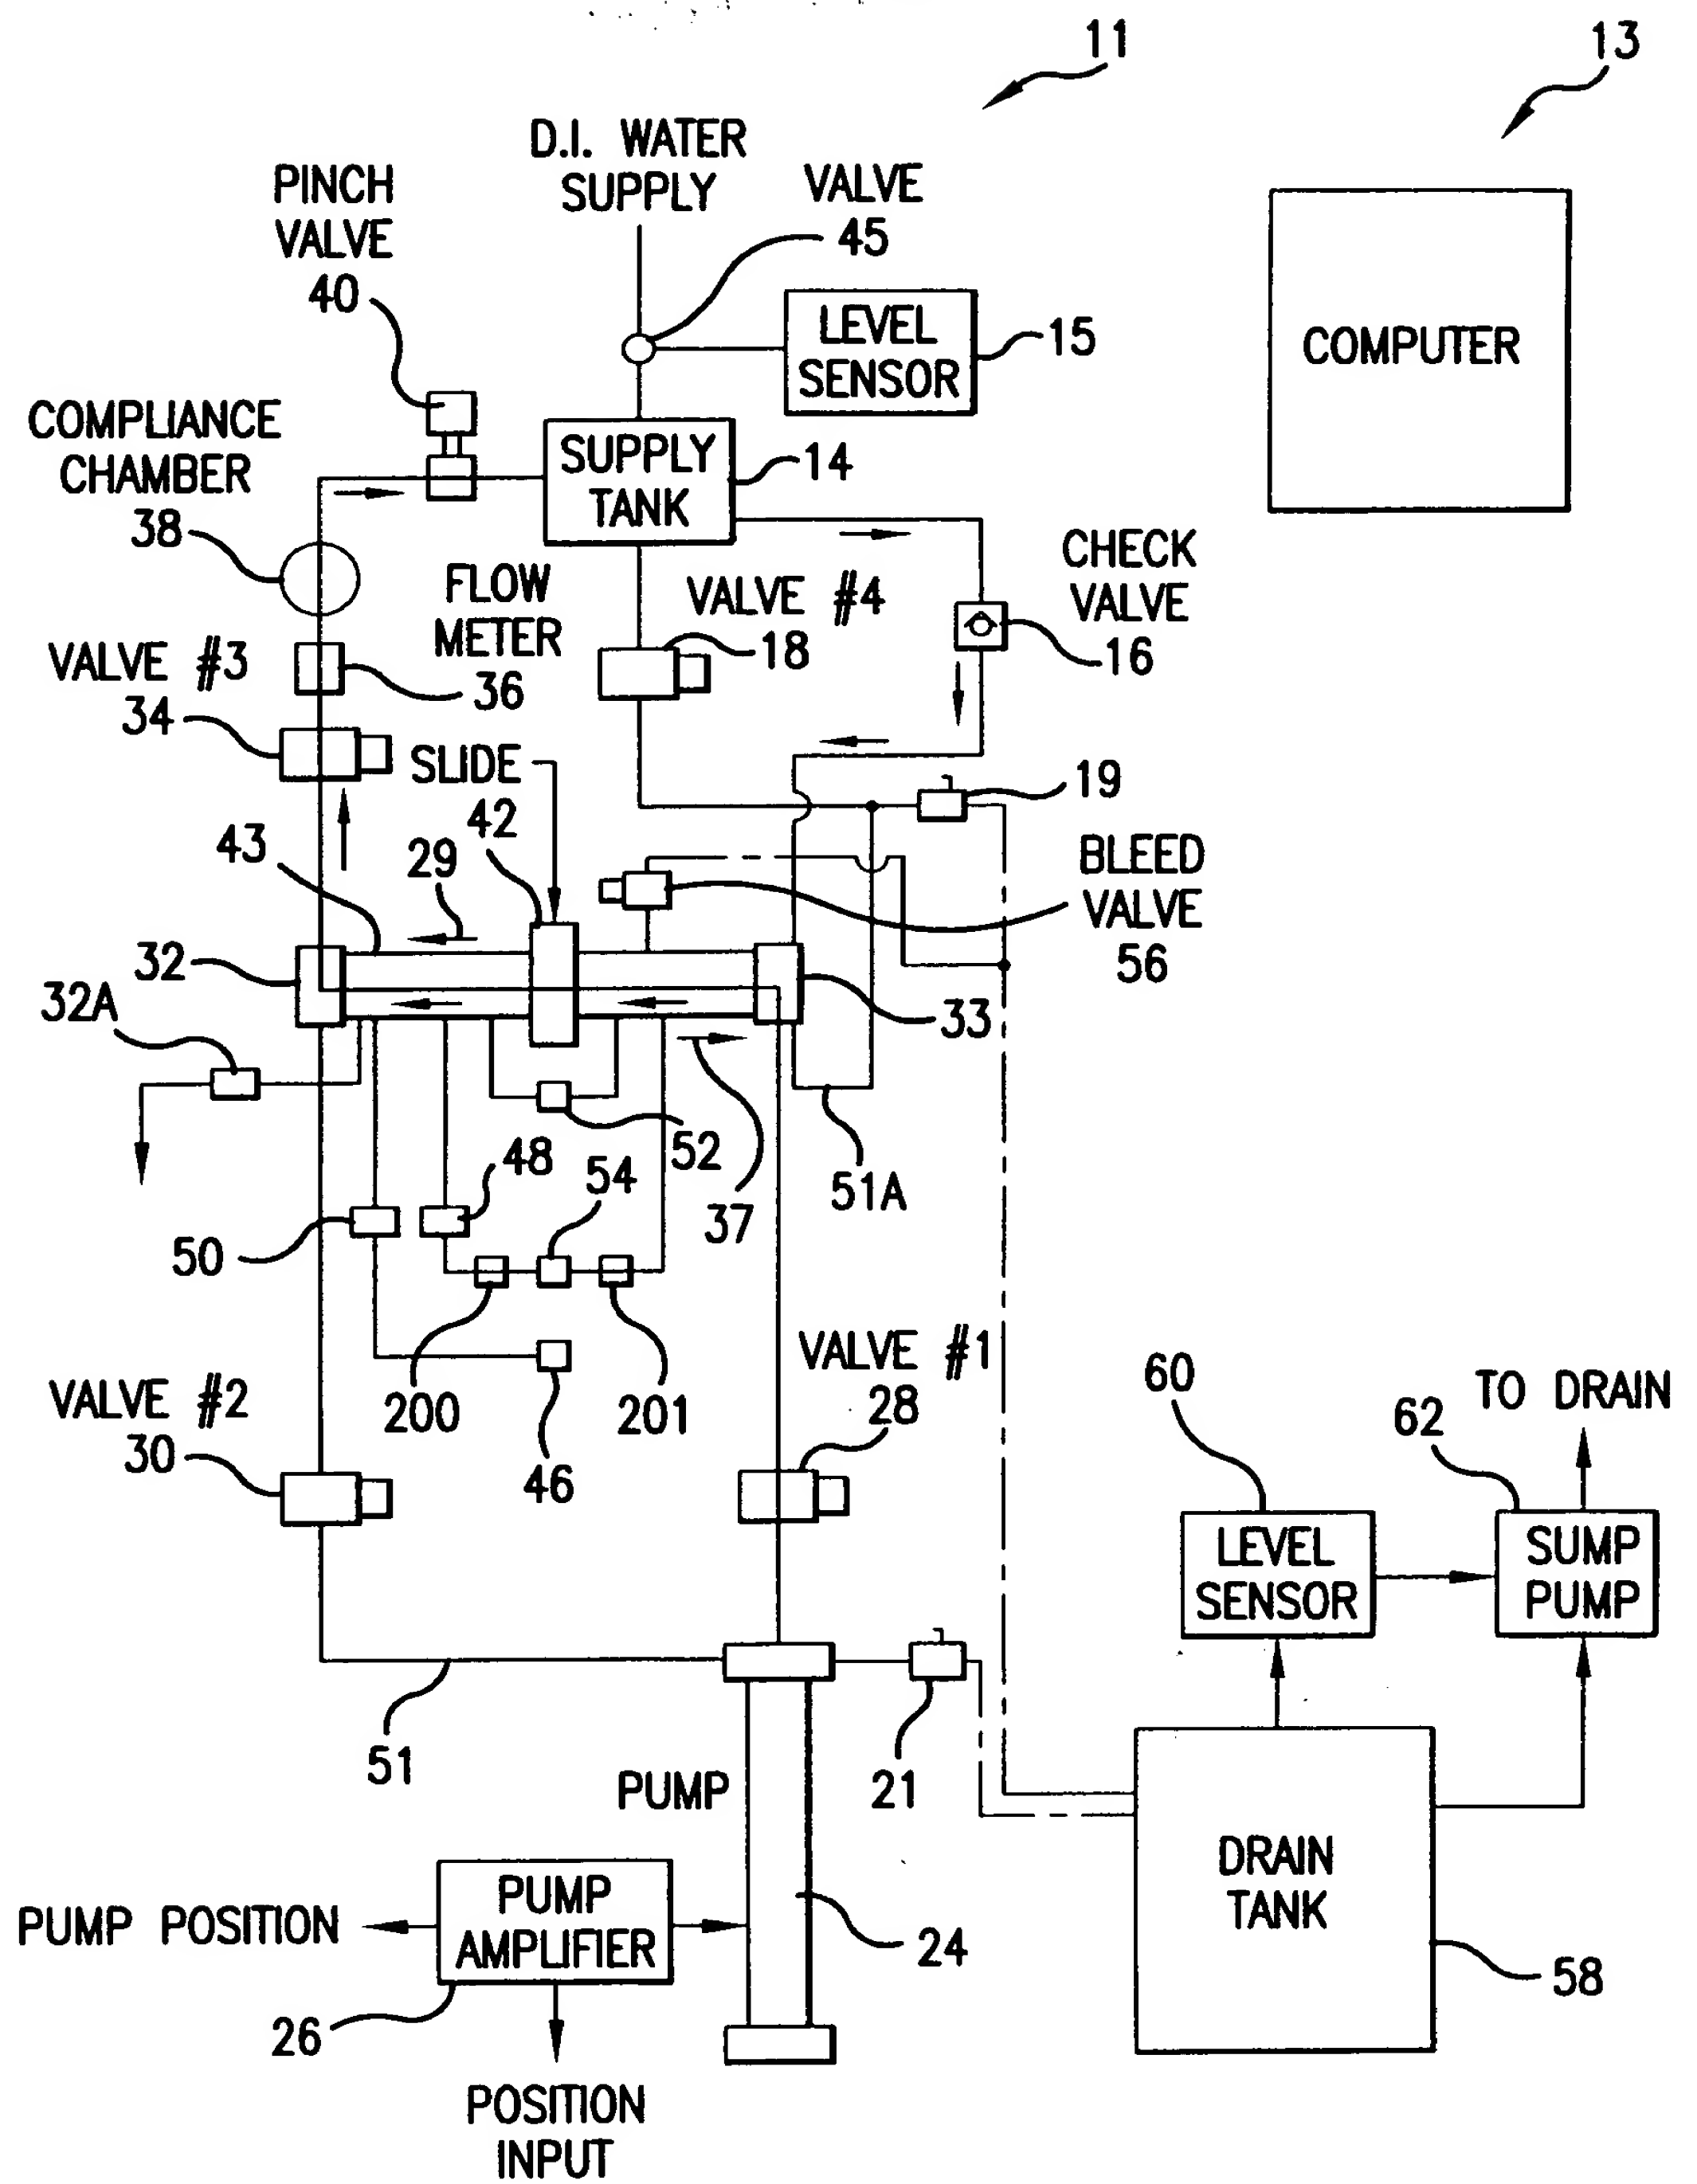 11
13
D.I. WATER
SUPPLY
PINCH
VALVE
40
VALVE
45
LEVEL
SENSOR
15
COMPUTER
COMPLIANCE
CHAMBER
38
SUPPLY
TANK
14
CHECK
VALVE
16
FLOW
METER
36
VALVE #4
18
VALVE #3
34
SLIDE
42
19
43
29
BLEED
VALVE
56
32
32A
33
52
48
54
37
51A
50
200
201
46
VALVE #1
28
VALVE #2
30
60
62
TO DRAIN
LEVEL
SENSOR
SUMP
PUMP
51
21
PUMP
DRAIN
TANK
58
PUMP POSITION
PUMP
AMPLIFIER
24
26
POSITION
INPUT